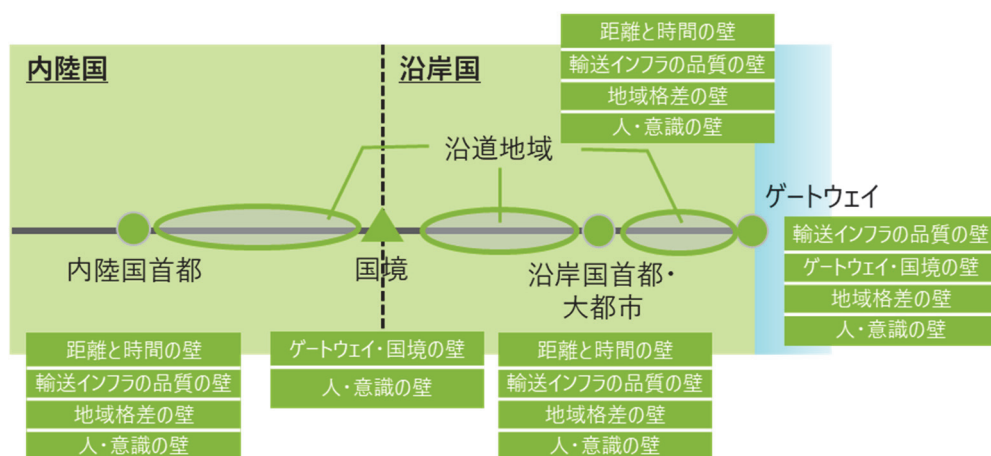 距離と時間の壁
輸送インフラの品質の壁
地域格差の壁
人・意識の壁
内陸国
沿岸国
沿道地域
ゲートウェイ
輸送インフラの品質の壁
ゲートウェイ・国境の壁
地域格差の壁
人・意識の壁
内陸国首都
国境
沿岸国首都・
大都市
距離と時間の壁
輸送インフラの品質の壁
地域格差の壁
人・意識の壁
ゲートウェイ・国境の壁
人・意識の壁
距離と時間の壁
輸送インフラの品質の壁
地域格差の壁
人・意識の壁